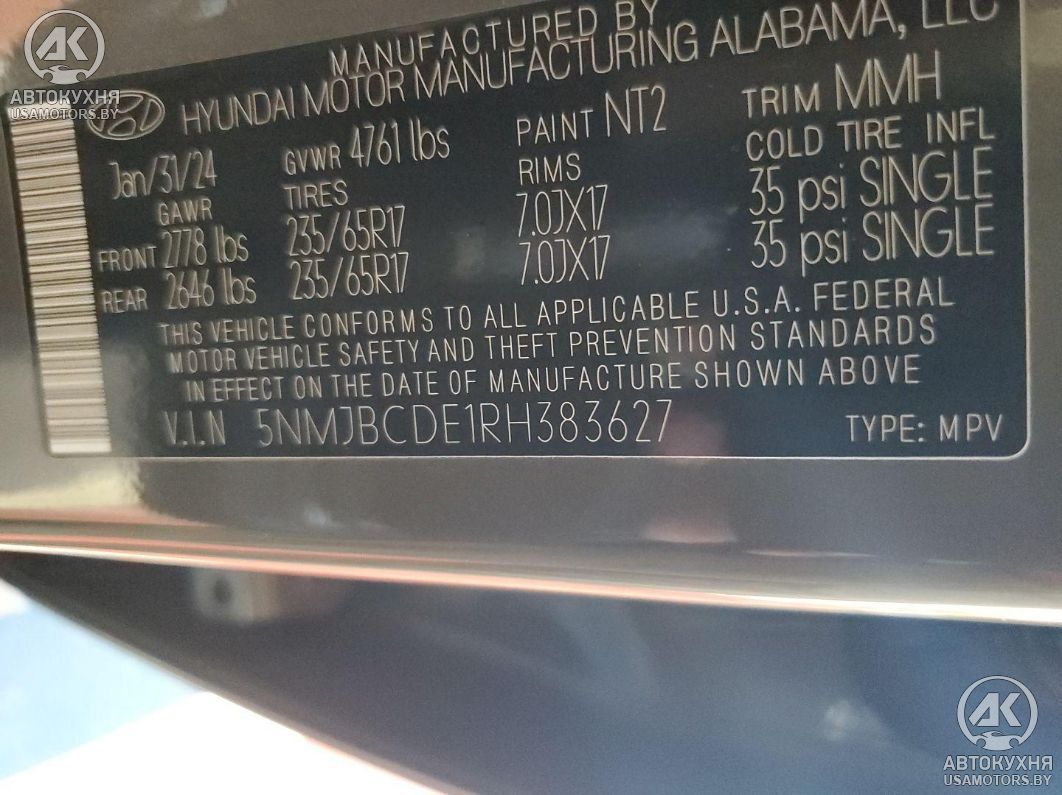 АК
АВТОКУХНЯ
USAMOTORS.BY
MANUFACTURED BY
HYUNDAI MOTOR MANUFACTURING ALABAMA, LLC
Jan/31/24 GVWR 4761 lbs PAINT NT2 TRIM MMH
GAWR TIRES RIMS COLD TIRE INFL
FRONT 2778 lbs 235/65R17 7.0JX17 35 psi SINGLE
REAR 2646 lbs 235/65R17 7.0JX17 35 psi SINGLE
THIS VEHICLE CONFORMS TO ALL APPLICABLE U.S.A. FEDERAL
MOTOR VEHICLE SAFETY AND THEFT PREVENTION STANDARDS
IN EFFECT ON THE DATE OF MANUFACTURE SHOWN ABOVE
V.I.N 5NMJBCDE1RH383627 TYPE: MPV
АК
АВТОКУХНЯ
USAMOTORS.BY